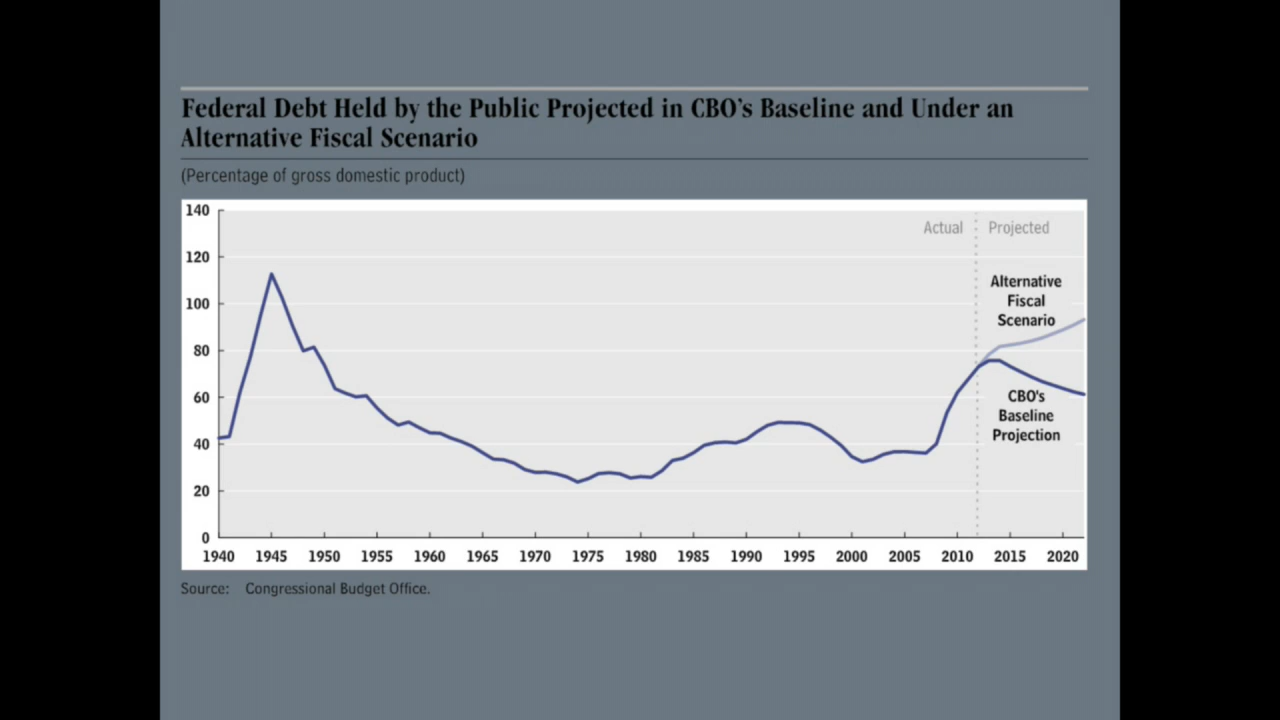 Federal Debt Held by the Public Projected in CBO's Baseline and Under an
Alternative Fiscal Scenario
(Percentage of gross domestic product)
140
120
100
80
60
40
20
0
Actual
Projected
Alternative
Fiscal
Scenario
CBO's
Baseline
Projection
1940 1945 1950 1955 1960 1965 1970 1975 1980 1985 1990 1995 2000 2005 2010 2015 2020
Source: Congressional Budget Office.